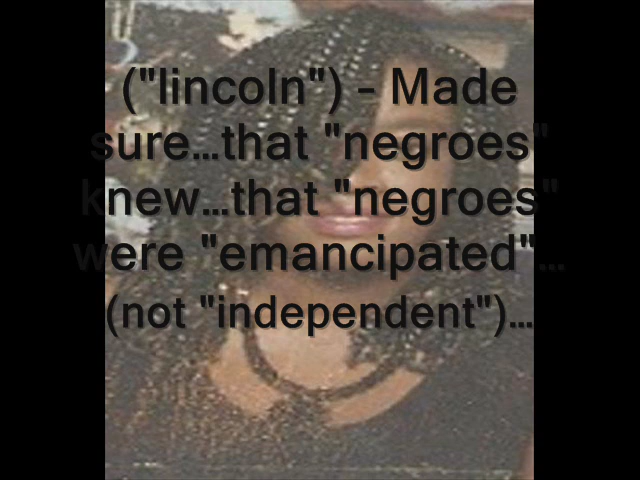 ("lincoln") - Made
sure...that "negroes"
knew...that "negroes"
were "emancipated"...
(not "independent")...